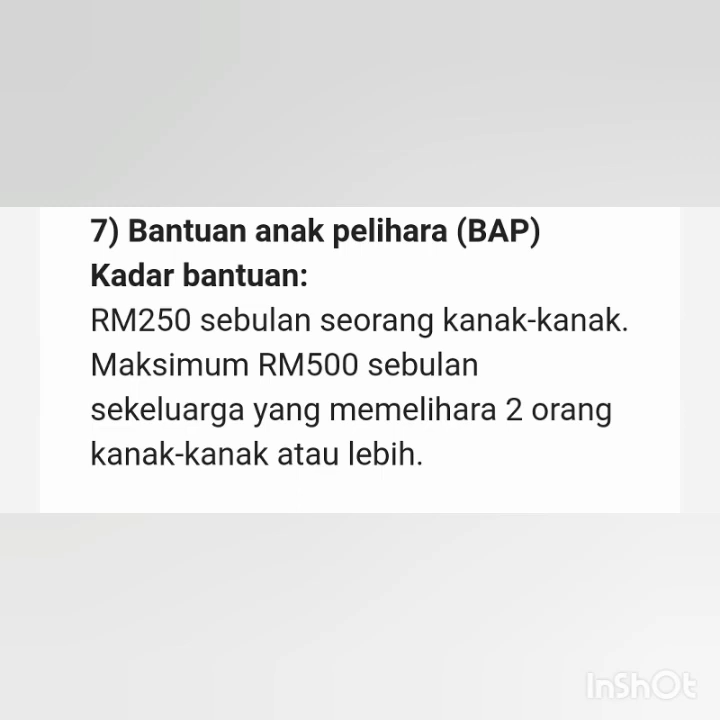 7) Bantuan anak pelihara (BAP)
Kadar bantuan:
RM250 sebulan seorang kanak-kanak.
Maksimum RM500 sebulan
sekeluarga yang memelihara 2 orang
kanak-kanak atau lebih.
InShOt